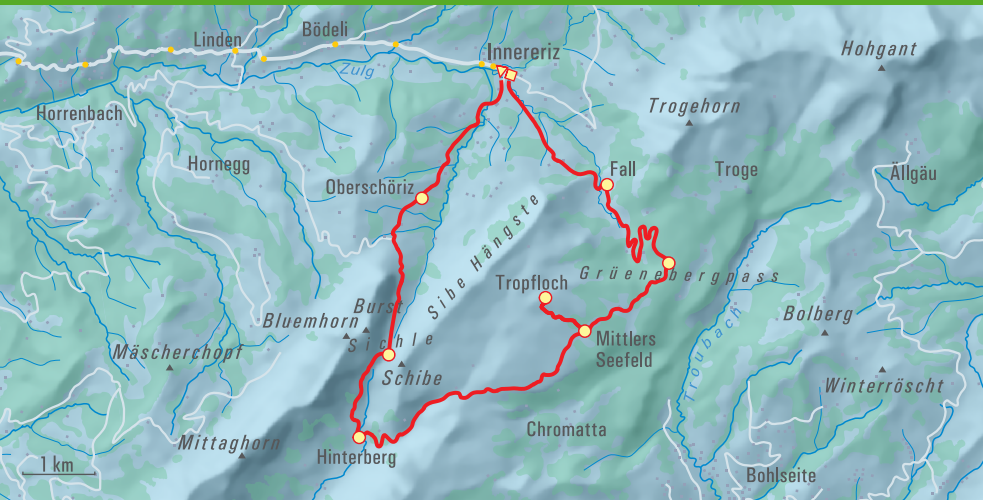 Bödeli
Linden
Innereriz
Hohgant
Zulg
Trogehorn
Horrenbach
Hornegg
Fall
Troge
Ällgäu
Oberschöriz
Sibe Hängste
Grüenebergpass
Tropfloch
Burst
Bluemhorn
Sichle
Bolberg
Troubach
Mittlers
Seefeld
Mäscherchopf
Schibe
Winterröscht
Chromatta
Mittaghorn
Hinterberg
1 km
Bohlseite